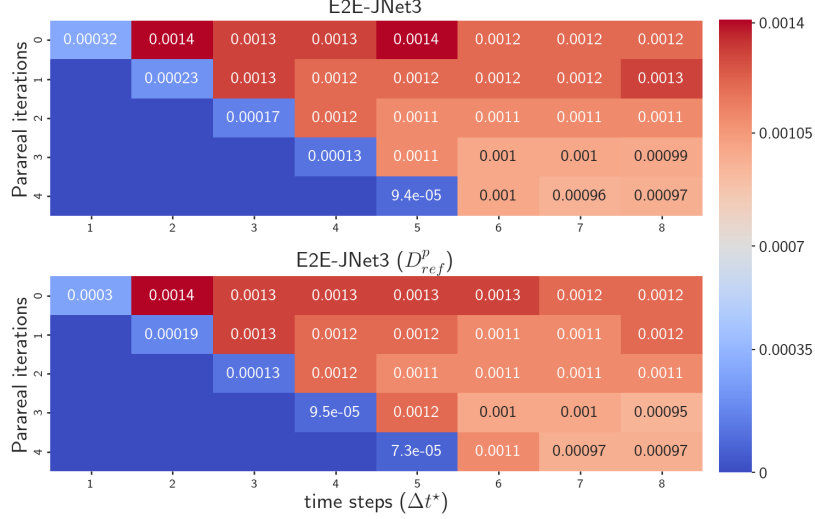 E2E-JNet3
Parareal iterations
0 0.00032 0.0014 0.0013 0.0013 0.0014 0.0012 0.0012 0.0012
1 0.00023 0.0013 0.0012 0.0012 0.0012 0.0012 0.0013
2 0.00017 0.0012 0.0011 0.0011 0.0011 0.0011
3 0.00013 0.0011 0.001 0.001 0.00099
4 9.4e-05 0.001 0.00096 0.00097
1 2 3 4 5 6 7 8
E2E-JNet3 (D^p_ref)
Parareal iterations
0 0.0003 0.0014 0.0013 0.0013 0.0013 0.0013 0.0012 0.0012
1 0.00019 0.0013 0.0012 0.0012 0.0011 0.0011 0.0012
2 0.00013 0.0012 0.0011 0.0011 0.0011 0.0011
3 9.5e-05 0.0012 0.001 0.001 0.00095
4 7.3e-05 0.0011 0.00097 0.00097
1 2 3 4 5 6 7 8
time steps (Δt⋆)
0.0014
0.00105
0.0007
0.00035
0